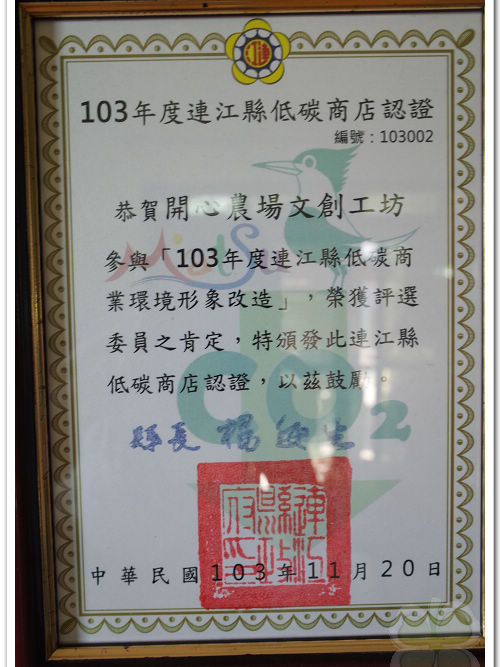 103年度連江縣低碳商店認證
編號：103002
恭賀開心農場文創工坊
參與「103年度連江縣低碳商
業環境形象改造」，榮獲評選
委員之肯定，特頒發此連江縣
低碳商店認證，以茲鼓勵。
CO2
縣長 楊綏生
連江縣政府印
中華民國103年11月20日